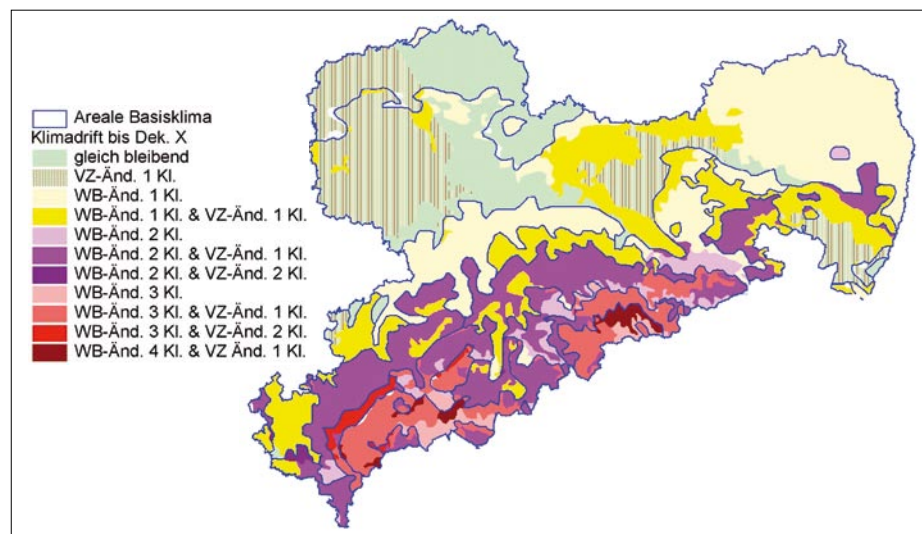 Areale Basisklima
Klimadrift bis Dek. X
gleich bleibend
VZ-Änd. 1 Kl.
WB-Änd. 1 Kl.
WB-Änd. 1 Kl. & VZ-Änd. 1 Kl.
WB-Änd. 2 Kl.
WB-Änd. 2 Kl. & VZ-Änd. 1 Kl.
WB-Änd. 2 Kl. & VZ-Änd. 2 Kl.
WB-Änd. 3 Kl.
WB-Änd. 3 Kl. & VZ-Änd. 1 Kl.
WB-Änd. 3 Kl. & VZ-Änd. 2 Kl.
WB-Änd. 4 Kl. & VZ Änd. 1 Kl.